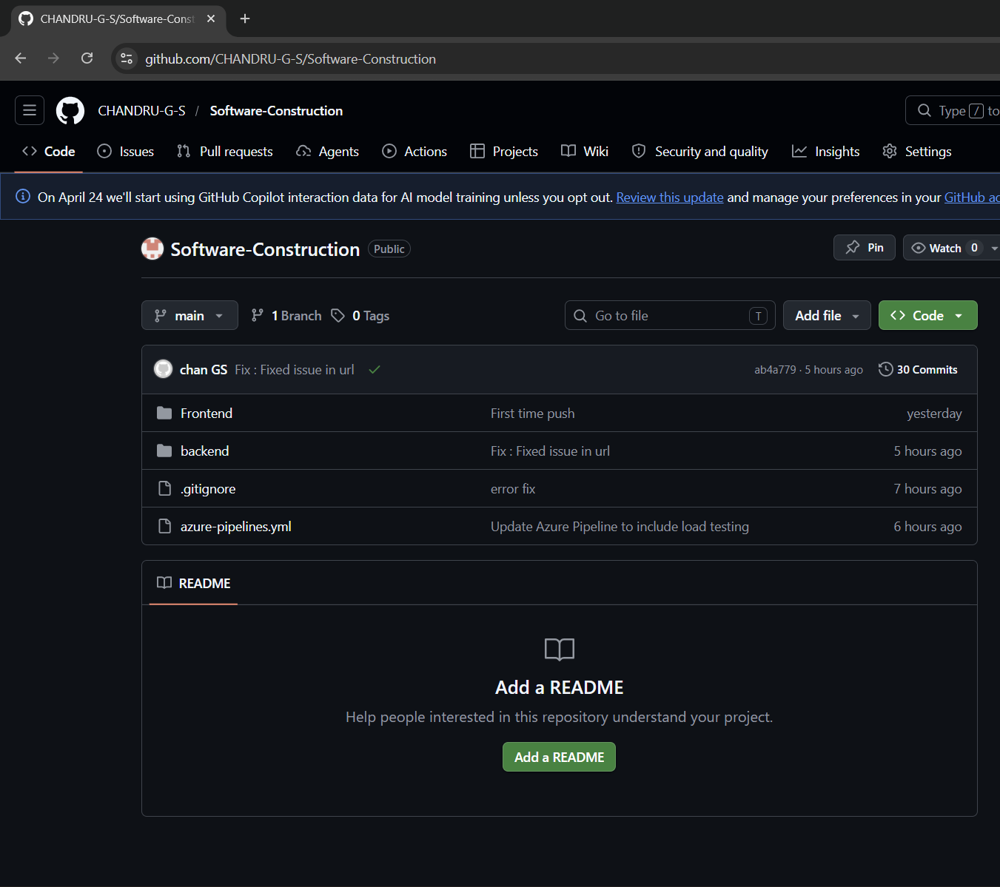 CHANDRU-G-S/Software-Const
github.com/CHANDRU-G-S/Software-Construction
CHANDRU-G-S / Software-Construction
Type / to
Code Issues Pull requests Agents Actions Projects Wiki Security and quality Insights Settings
On April 24 we'll start using GitHub Copilot interaction data for AI model training unless you opt out. Review this update and manage your preferences in your GitHub ac
Software-Construction Public
Pin Watch 0
main 1 Branch 0 Tags Go to file T Add file Code
chan GS Fix : Fixed issue in url ab4a779 · 5 hours ago 30 Commits
Frontend First time push yesterday
backend Fix : Fixed issue in url 5 hours ago
.gitignore error fix 7 hours ago
azure-pipelines.yml Update Azure Pipeline to include load testing 6 hours ago
README
Add a README
Help people interested in this repository understand your project.
Add a README